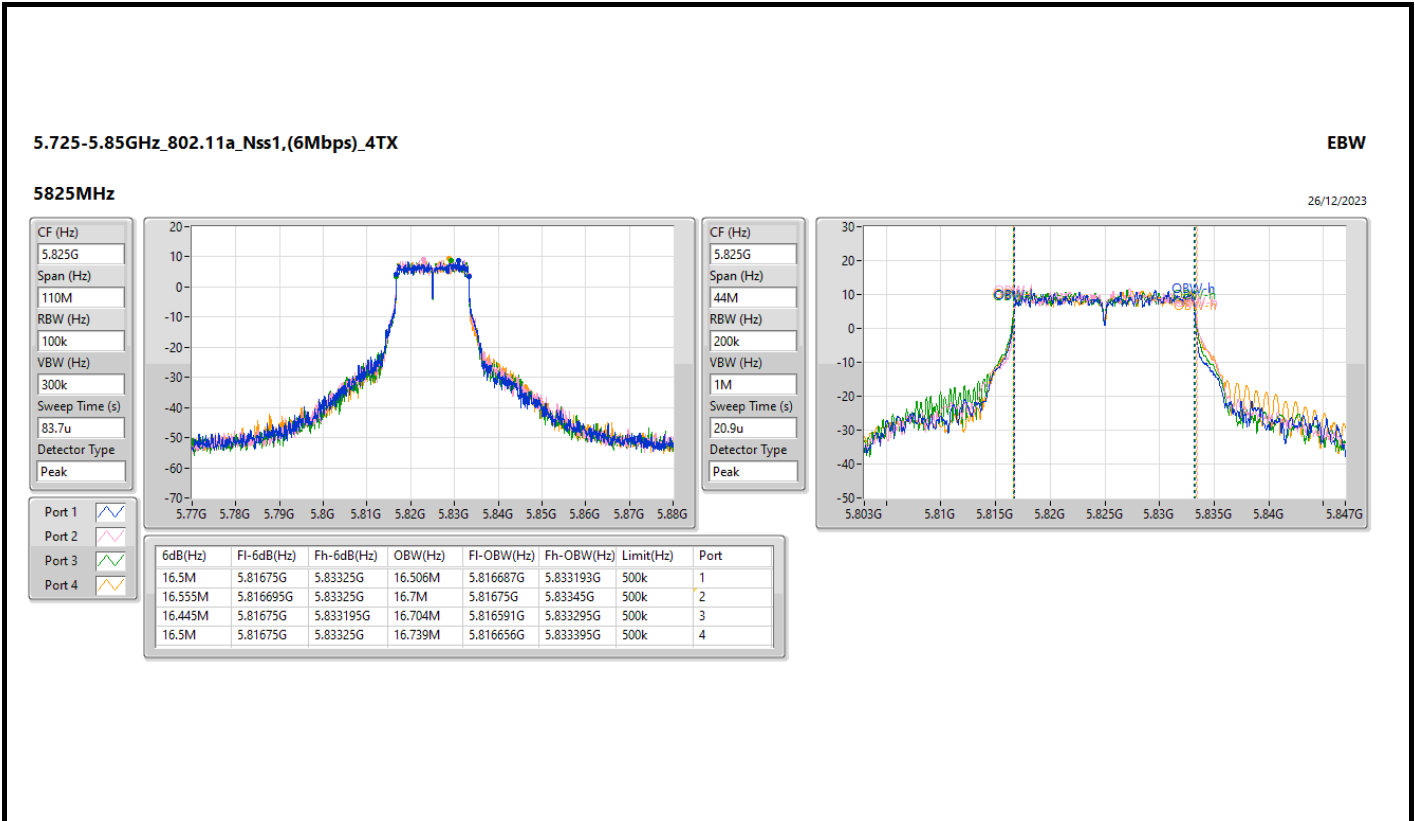 5.725-5.85GHz_802.11a_Nss1,(6Mbps)_4TX
EBW
5825MHz
26/12/2023
CF (Hz)
5.825G
Span (Hz)
110M
RBW (Hz)
100k
VBW (Hz)
300k
Sweep Time (s)
83.7u
Detector Type
Peak
20
10
0
-10
-20
-30
-40
-50
-60
-70
5.77G 5.78G 5.79G 5.8G 5.81G 5.82G 5.83G 5.84G 5.85G 5.86G 5.87G 5.88G
CF (Hz)
5.825G
Span (Hz)
44M
RBW (Hz)
200k
VBW (Hz)
1M
Sweep Time (s)
20.9u
Detector Type
Peak
30
20
10
0
-10
-20
-30
-40
-50
OBW-h
5.803G 5.81G 5.815G 5.82G 5.825G 5.83G 5.835G 5.84G 5.847G
Port 1
Port 2
Port 3
Port 4
6dB(Hz) Fl-6dB(Hz) Fh-6dB(Hz) OBW(Hz) Fl-OBW(Hz) Fh-OBW(Hz) Limit(Hz) Port
16.5M 5.81675G 5.83325G 16.506M 5.816687G 5.833193G 500k 1
16.555M 5.816695G 5.83325G 16.7M 5.81675G 5.83345G 500k 2
16.445M 5.81675G 5.833195G 16.704M 5.816591G 5.833295G 500k 3
16.5M 5.81675G 5.83325G 16.739M 5.816656G 5.833395G 500k 4